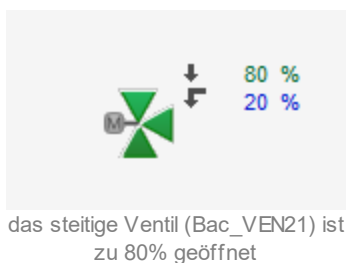 80 %
M
20 %
das steitige Ventil (Bac_VEN21) ist
zu 80% geöffnet